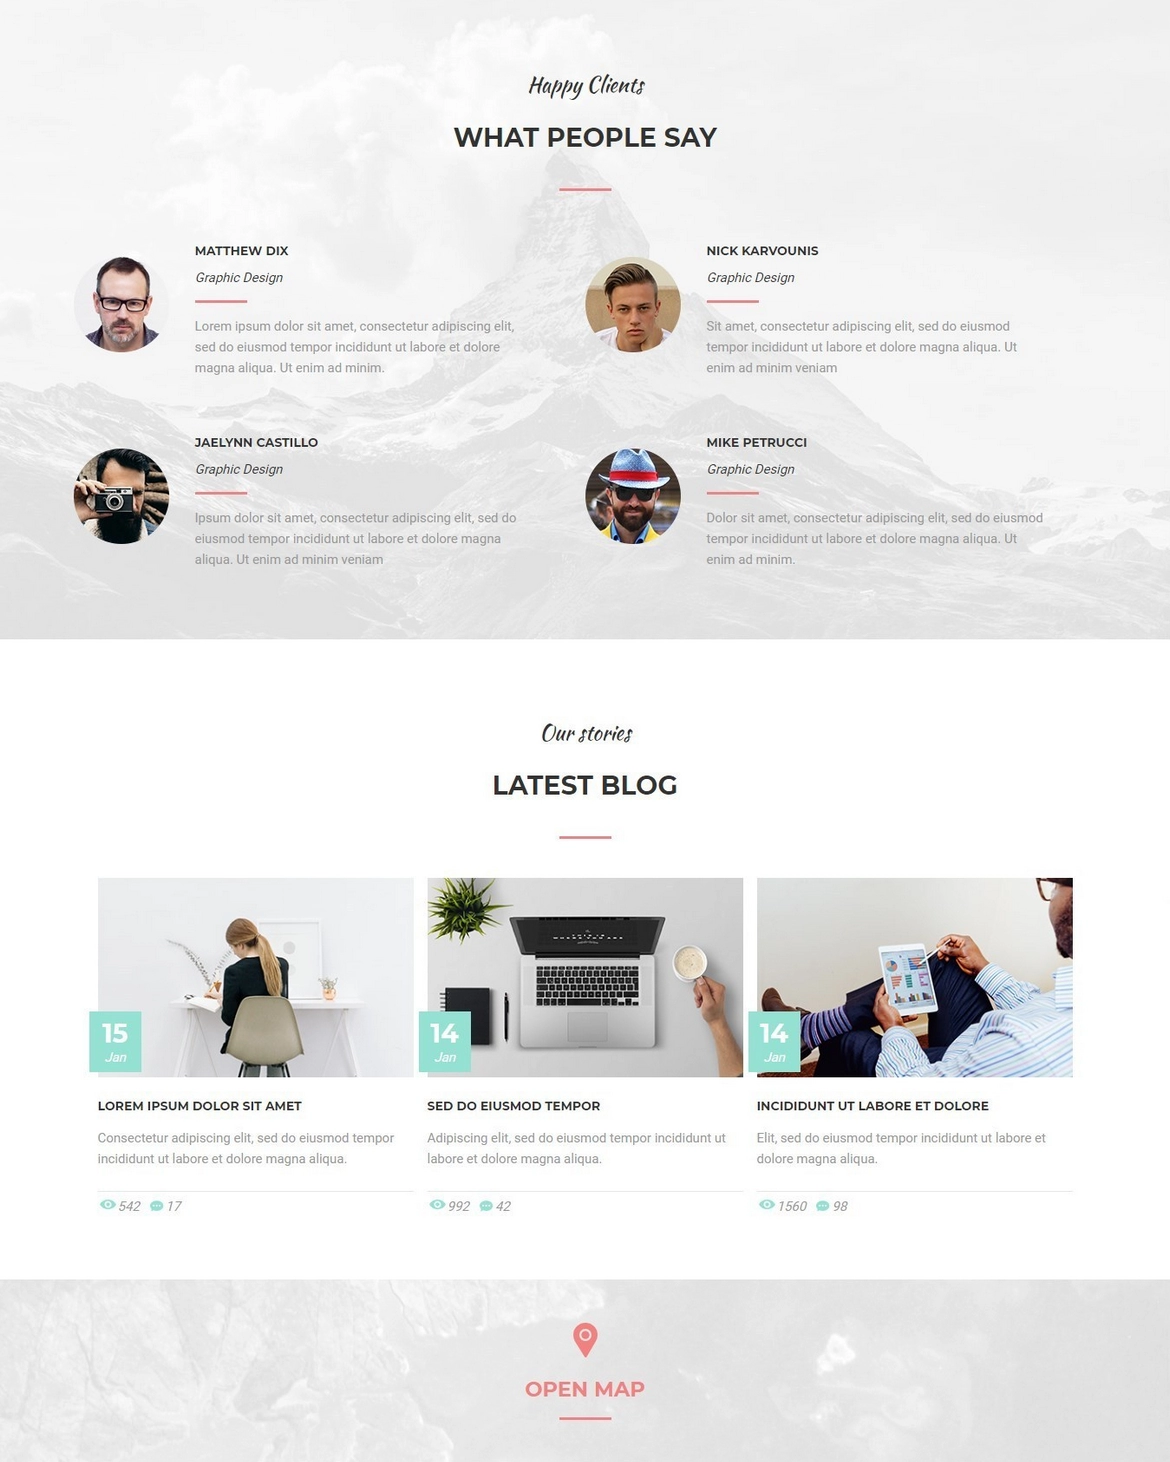 Happy Clients
WHAT PEOPLE SAY
MATTHEW DIX
Graphic Design
Lorem ipsum dolor sit amet, consectetur adipiscing elit,
sed do eiusmod tempor incididunt ut labore et dolore
magna aliqua. Ut enim ad minim.
NICK KARVOUNIS
Graphic Design
Sit amet, consectetur adipiscing elit, sed do eiusmod
tempor incididunt ut labore et dolore magna aliqua. Ut
enim ad minim veniam
JAELYNN CASTILLO
Graphic Design
Ipsum dolor sit amet, consectetur adipiscing elit, sed do
eiusmod tempor incididunt ut labore et dolore magna
aliqua. Ut enim ad minim veniam
MIKE PETRUCCI
Graphic Design
Dolor sit amet, consectetur adipiscing elit, sed do eiusmod
tempor incididunt ut labore et dolore magna aliqua. Ut
enim ad minim.
Our stories
LATEST BLOG
15
Jan
LOREM IPSUM DOLOR SIT AMET
Consectetur adipiscing elit, sed do eiusmod tempor
incididunt ut labore et dolore magna aliqua.
542 17
14
Jan
SED DO EIUSMOD TEMPOR
Adipiscing elit, sed do eiusmod tempor incididunt ut
labore et dolore magna aliqua.
992 42
14
Jan
INCIDIDUNT UT LABORE ET DOLORE
Elit, sed do eiusmod tempor incididunt ut labore et
dolore magna aliqua.
1560 98
OPEN MAP